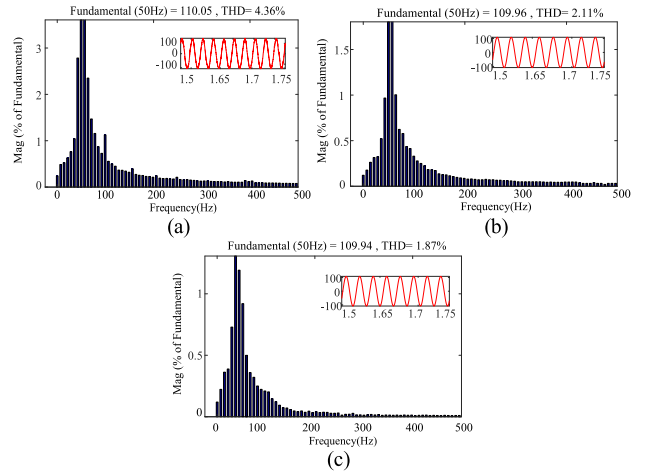 Fundamental (50Hz) = 110.05 , THD= 4.36%
Mag (% of Fundamental)
3
2
1
0
100
0
-100
1.5 1.65 1.7 1.75
0 100 200 300 400 500
Frequency(Hz)
(a)
Fundamental (50Hz) = 109.96 , THD= 2.11%
Mag (% of Fundamental)
1.5
1
0.5
0
100
0
-100
1.5 1.65 1.7 1.75
0 100 200 300 400 500
Frequency(Hz)
(b)
Fundamental (50Hz) = 109.94 , THD= 1.87%
Mag (% of Fundamental)
1
0.5
0
100
0
-100
1.5 1.65 1.7 1.75
0 100 200 300 400 500
Frequency(Hz)
(c)